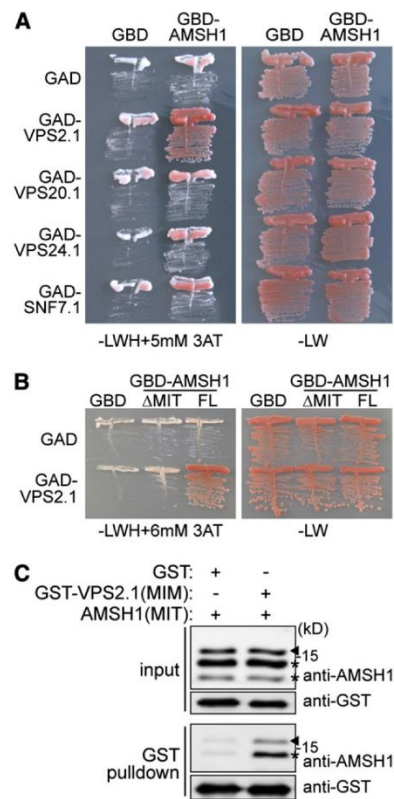 A
GBD GBD-AMSH1 GBD GBD-AMSH1
GAD
GAD-VPS2.1
GAD-VPS20.1
GAD-VPS24.1
GAD-SNF7.1
-LWH+5mM 3AT -LW
B
GBD-AMSH1 GBD-AMSH1
GBD ΔMIT FL GBD ΔMIT FL
GAD
GAD-VPS2.1
-LWH+6mM 3AT -LW
C
GST: + -
GST-VPS2.1(MIM) - +
AMSH1(MIT) + +
(kD)
input
-15
*
* anti-AMSH1
anti-GST
GST pulldown
-15
* anti-AMSH1
anti-GST